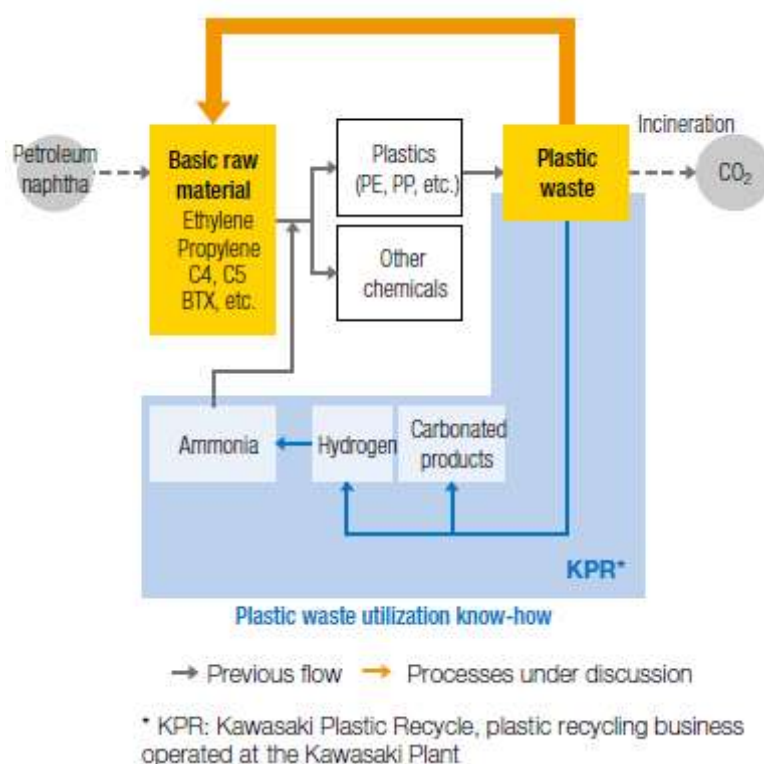 Incineration
Petroleum
naphtha
Basic raw
material
Ethylene
Propylene
C4, C5
BTX, etc.
Plastics
(PE, PP, etc.)
Plastic
waste
CO₂
Other
chemicals
Ammonia
Hydrogen
Carbonated
products
KPR*
Plastic waste utilization know-how
Previous flow
Processes under discussion
* KPR: Kawasaki Plastic Recycle, plastic recycling business
operated at the Kawasaki Plant